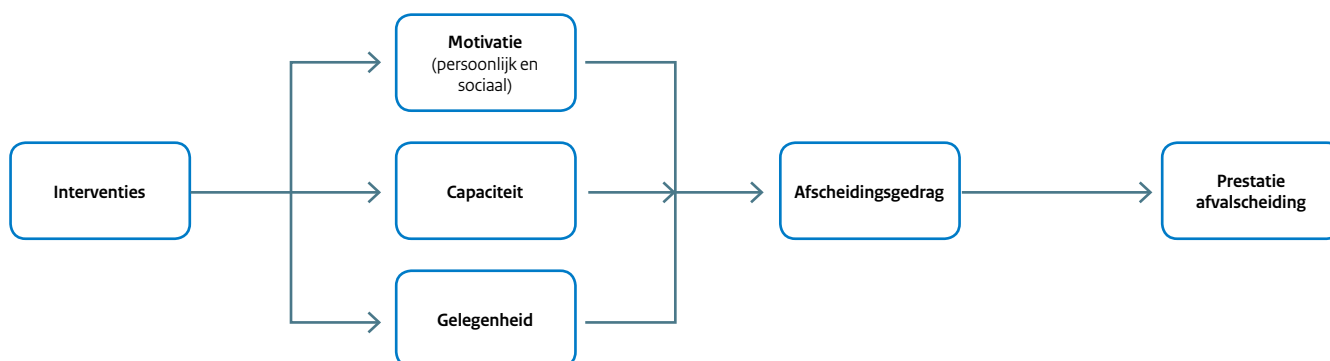 Motivatie
(persoonlijk en
sociaal)
Interventies
Capaciteit
Afscheidingsgedrag
Prestatie
afvalscheiding
Gelegenheid